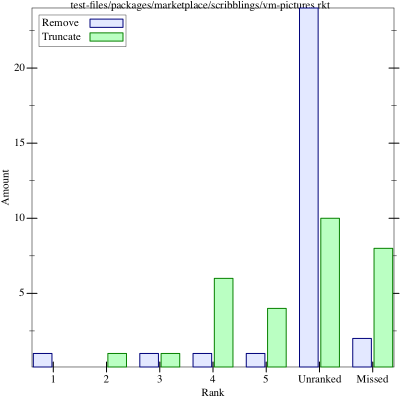 test-files/packages/marketplace/scribblings/vm-pictures.rkt
Remove
Truncate
20
15
10
5
Amount
1 2 3 4 5 Unranked Missed
Rank